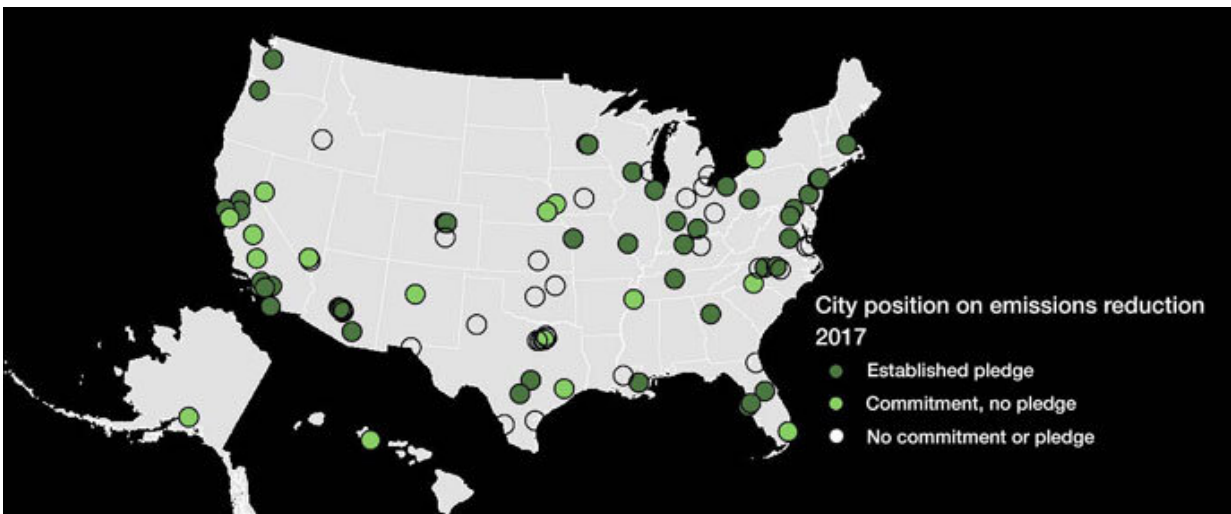 City position on emissions reduction
2017
Established pledge
Commitment, no pledge
No commitment or pledge